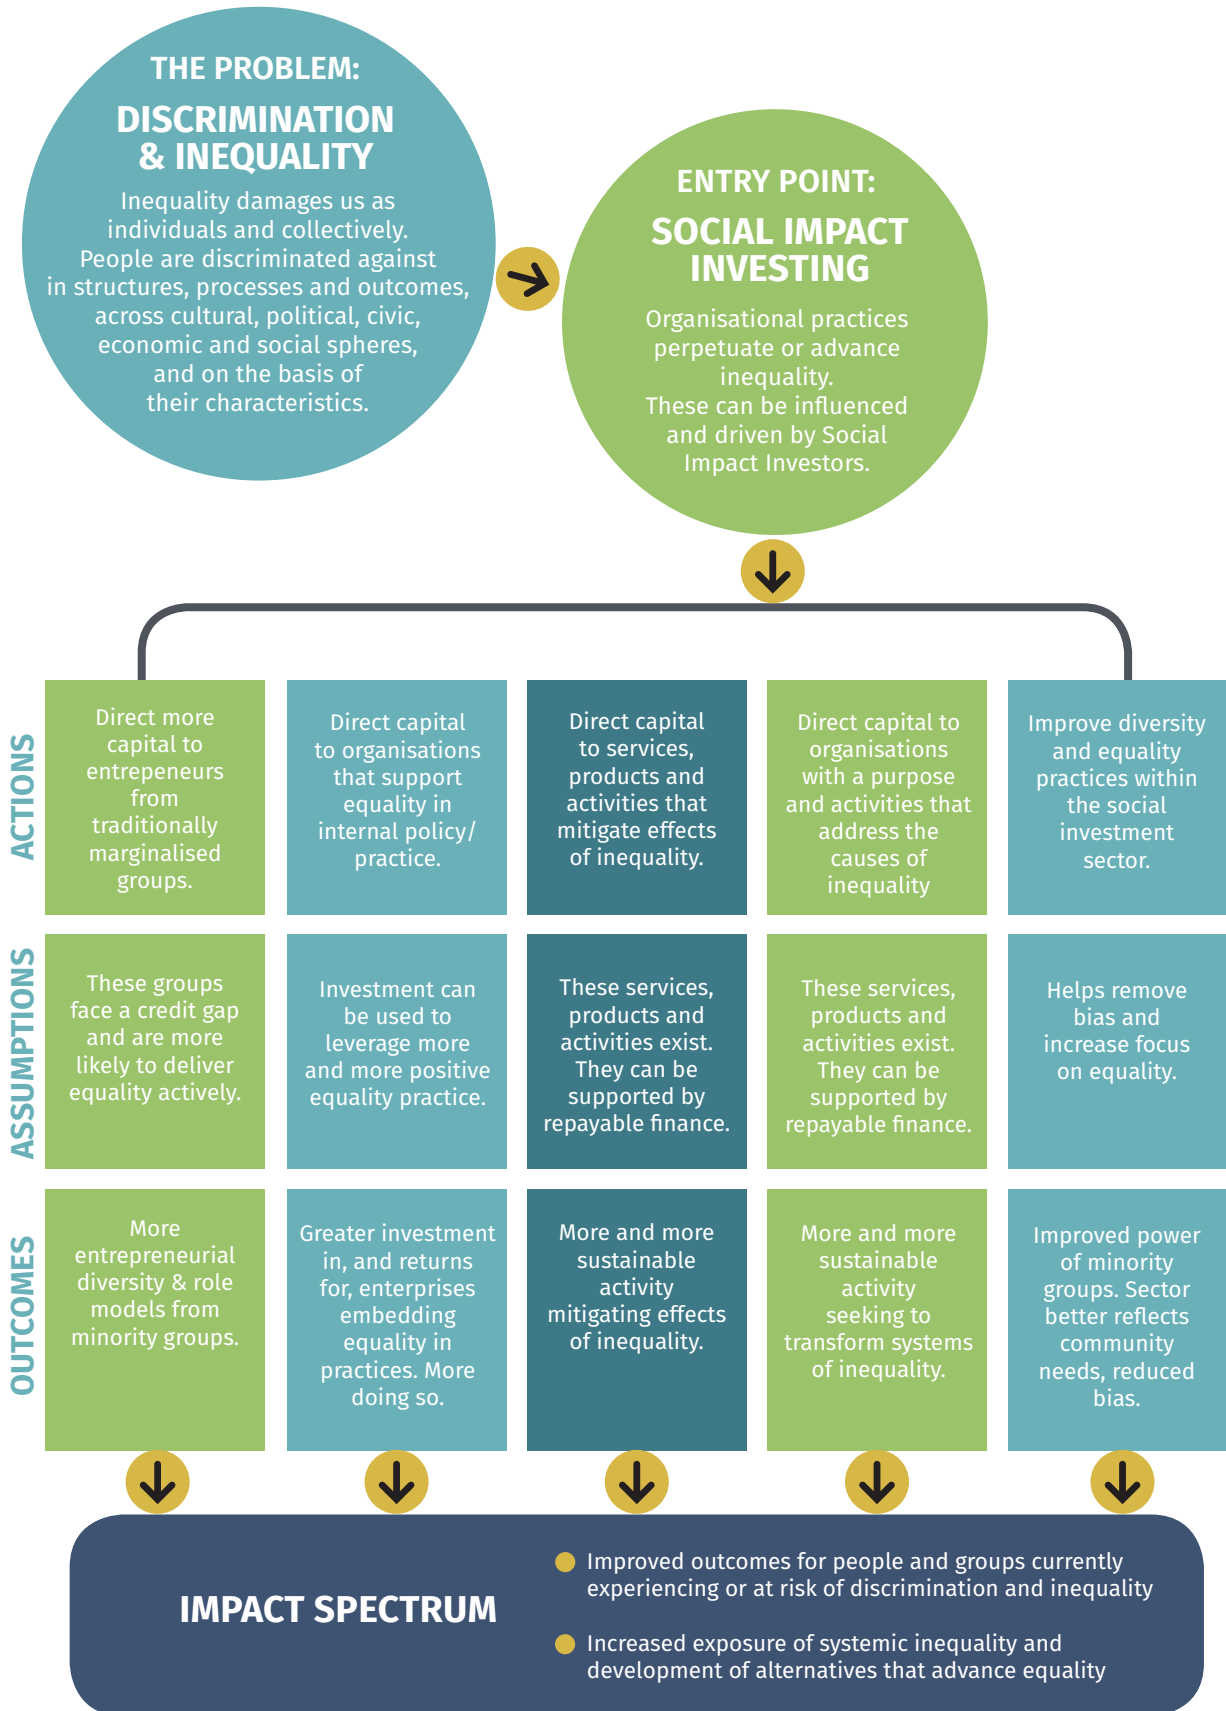 THE PROBLEM:
DISCRIMINATION
& INEQUALITY
Inequality damages us as
individuals and collectively.
People are discriminated against
in structures, processes and outcomes,
across cultural, political, civic,
economic and social spheres,
and on the basis of
their characteristics.
ENTRY POINT:
SOCIAL IMPACT
INVESTING
Organisational practices
perpetuate or advance
inequality.
These can be influenced
and driven by Social
Impact Investors.
ACTIONS
Direct more
capital to
entrepeneurs
from
traditionally
marginalised
groups.
Direct capital
to organisations
that support
equality in
internal policy/
practice.
Direct capital
to services,
products and
activities that
mitigate effects
of inequality.
Direct capital to
organisations
with a purpose
and activities that
address the
causes of
inequality
Improve diversity
and equality
practices within
the social
investment
sector.
ASSUMPTIONS
These groups
face a credit gap
and are more
likely to deliver
equality actively.
Investment can
be used to
leverage more
and more positive
equality practice.
These services,
products and
activities exist.
They can be
supported by
repayable finance.
These services,
products and
activities exist.
They can be
supported by
repayable finance.
Helps remove
bias and
increase focus
on equality.
OUTCOMES
More
entrepreneurial
diversity & role
models from
minority groups.
Greater investment
in, and returns
for, enterprises
embedding
equality in
practices. More
doing so.
More and more
sustainable
activity
mitigating effects
of inequality.
More and more
sustainable
activity
seeking to
transform systems
of inequality.
Improved power
of minority
groups. Sector
better reflects
community
needs, reduced
bias.
IMPACT SPECTRUM
Improved outcomes for people and groups currently
experiencing or at risk of discrimination and inequality
Increased exposure of systemic inequality and
development of alternatives that advance equality